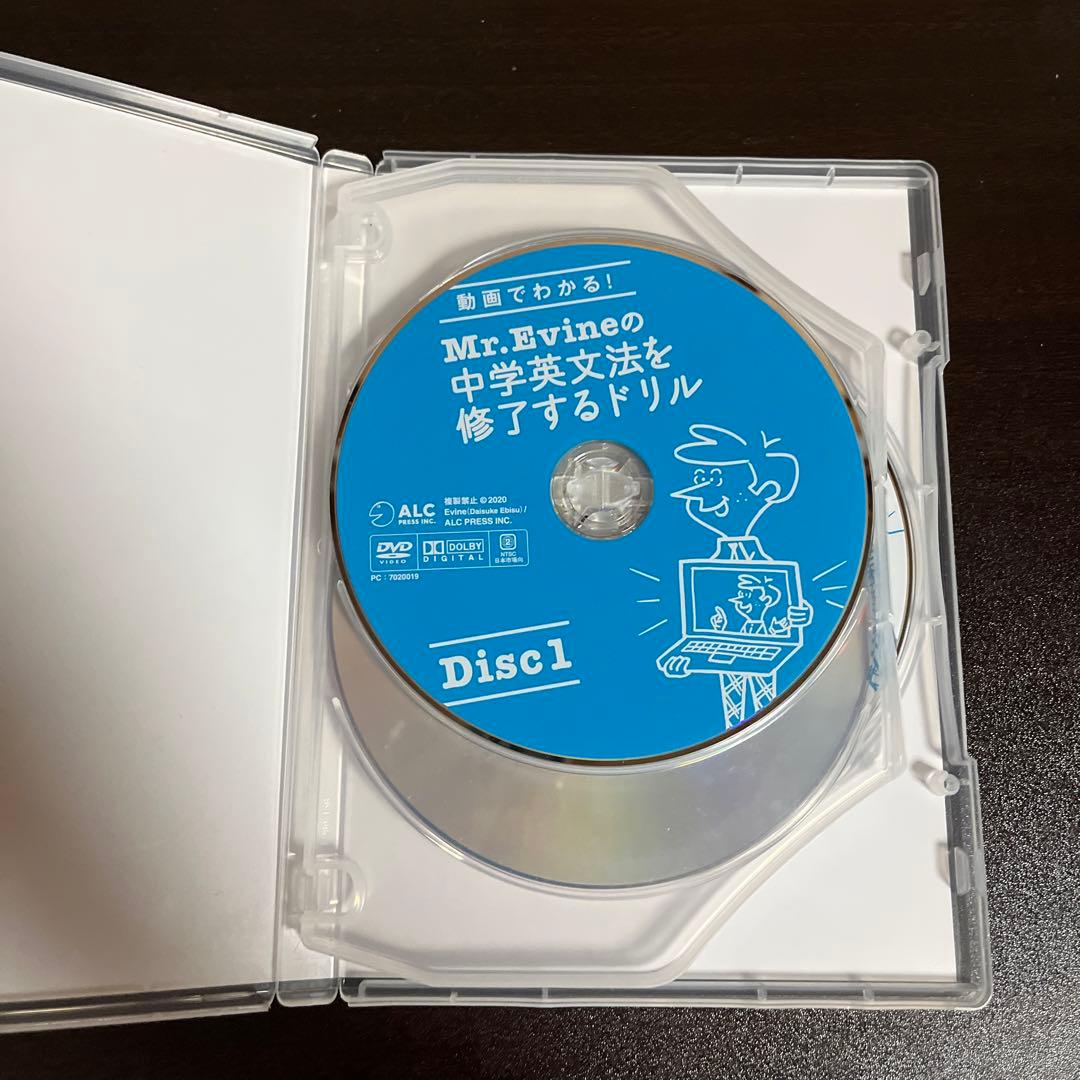 動画でわかる!
Mr.Evineの
中学英文法を
修了するドリル
ALC
PRESS INC.
複製禁止 ©2020
Evine(Daisuke Ebisu)/
ALC PRESS INC.
DVD
VIDEO
DOLBY
DIGITAL
2
NTSC
日本市場向
PC:7020019
Disc1